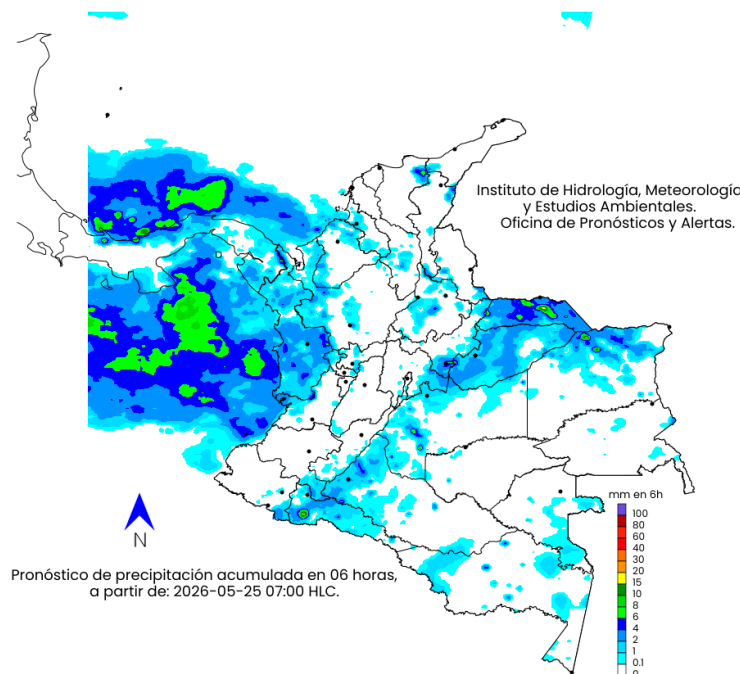 Instituto de Hidrología, Meteorología
y Estudios Ambientales.
Oficina de Pronósticos y Alertas.
mm en 6h
100
80
60
40
30
20
15
10
8
6
4
2
1
0.1
0
N
Pronóstico de precipitación acumulada en 06 horas,
a partir de: 2026-05-25 07:00 HLC.